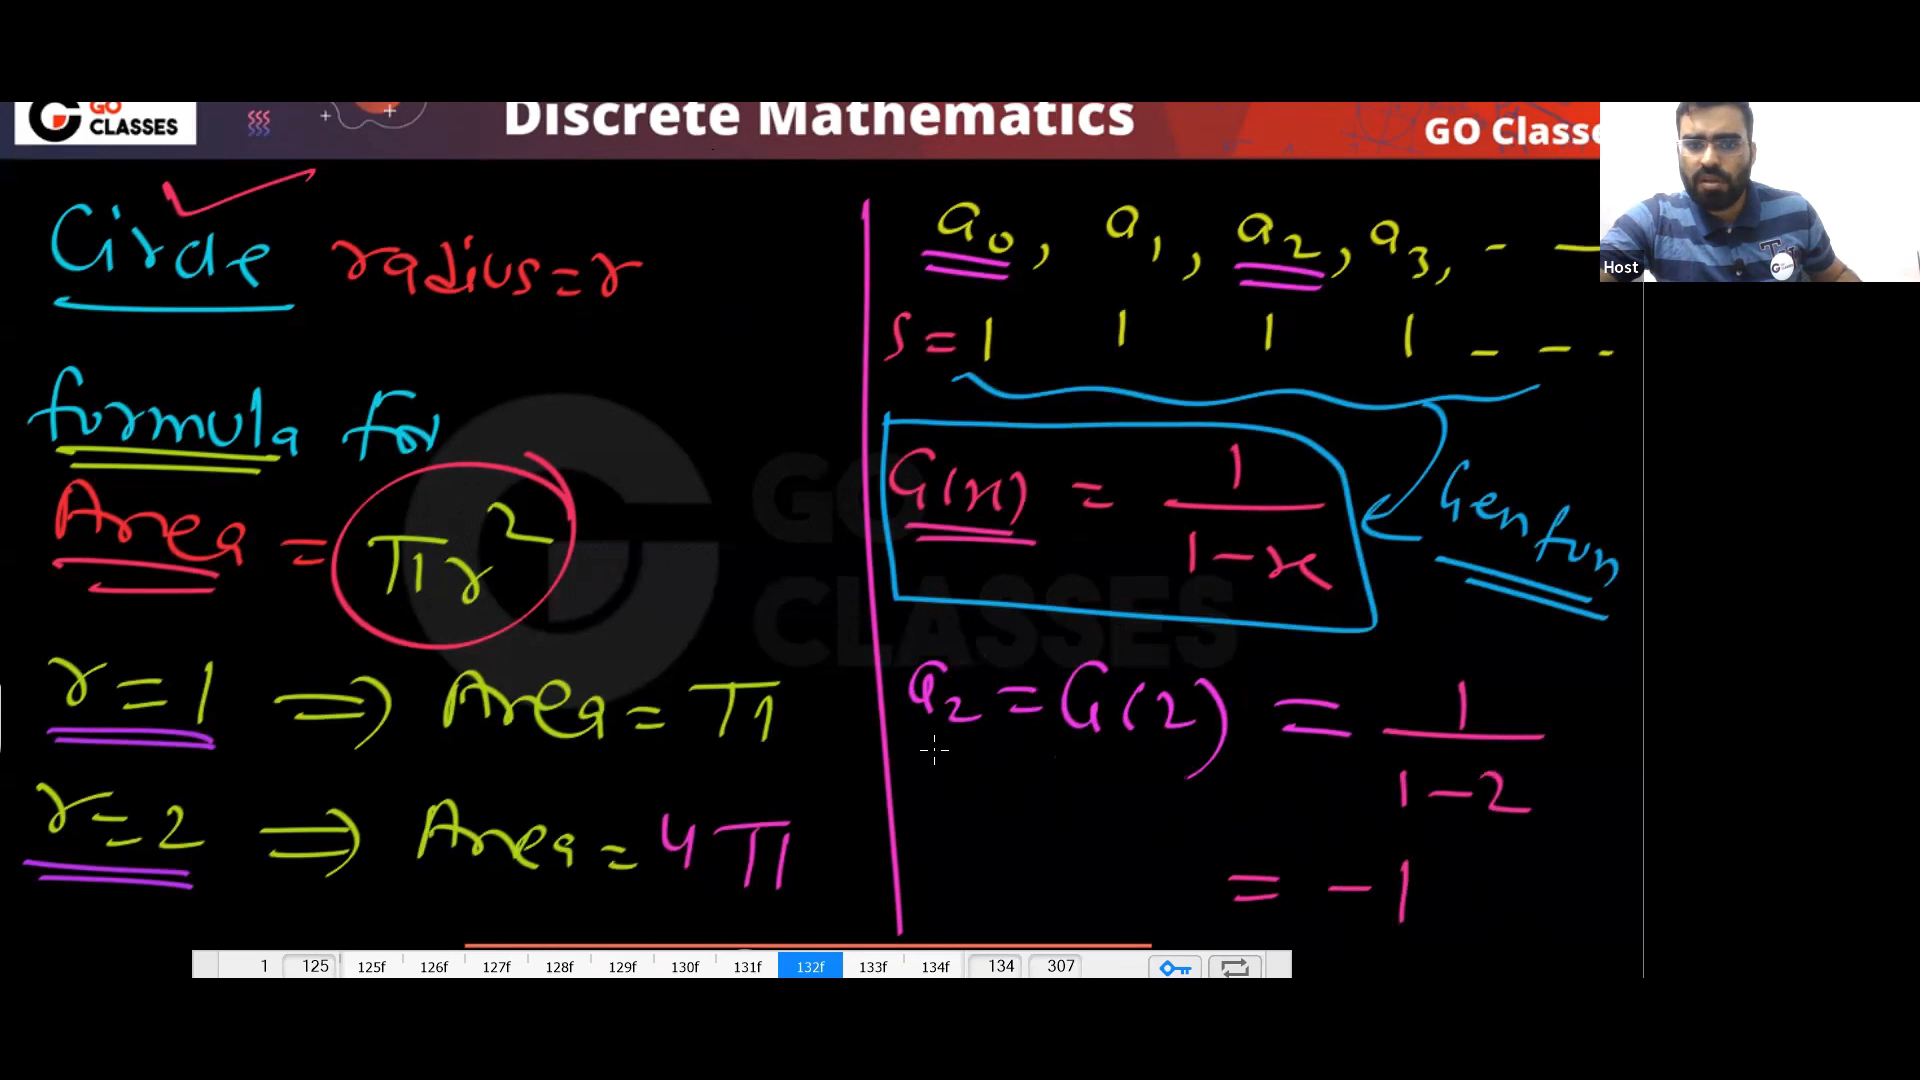 GO
CLASSES
Discrete Mathematics
GO Classe
Host
Circle radius = r
formula for
Area = πr²
r = 1 ⇒ Area = π
r = 2 ⇒ Area = 4π
a₀, a₁, a₂, a₃, - -
S = 1 1 1 1 - - -
G(x) = 1/(1-x)
Gen fun
a₂ = G(2) = 1/(1-2)
= -1
GO
CLASSES
1 125 125f 126f 127f 128f 129f 130f 131f 132f 133f 134f 134 307